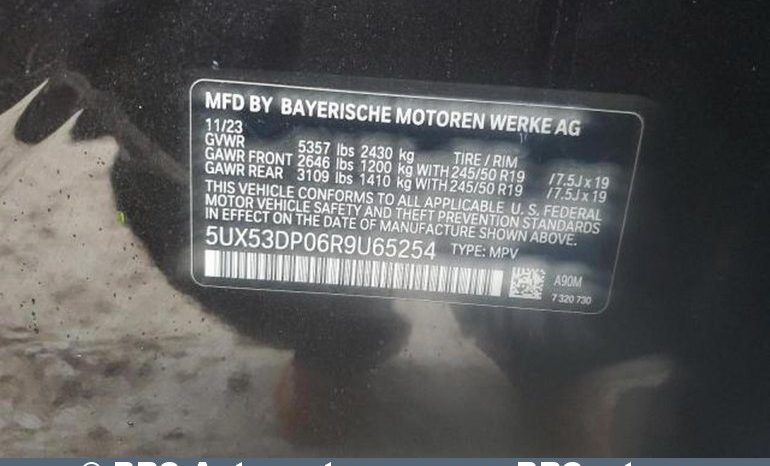 MFD BY BAYERISCHE MOTOREN WERKE AG
11/23
GVWR 5357 lbs 2430 kg TIRE / RIM
GAWR FRONT 2646 lbs 1200 kg WITH 245/50 R19 /7.5J x 19
GAWR REAR 3109 lbs 1410 kg WITH 245/50 R19 /7.5J x 19
THIS VEHICLE CONFORMS TO ALL APPLICABLE U.S. FEDERAL
MOTOR VEHICLE SAFETY AND THEFT PREVENTION STANDARDS
IN EFFECT ON THE DATE OF MANUFACTURE SHOWN ABOVE.
5UX53DP06R9U65254 TYPE: MPV
A90M
7 320 730